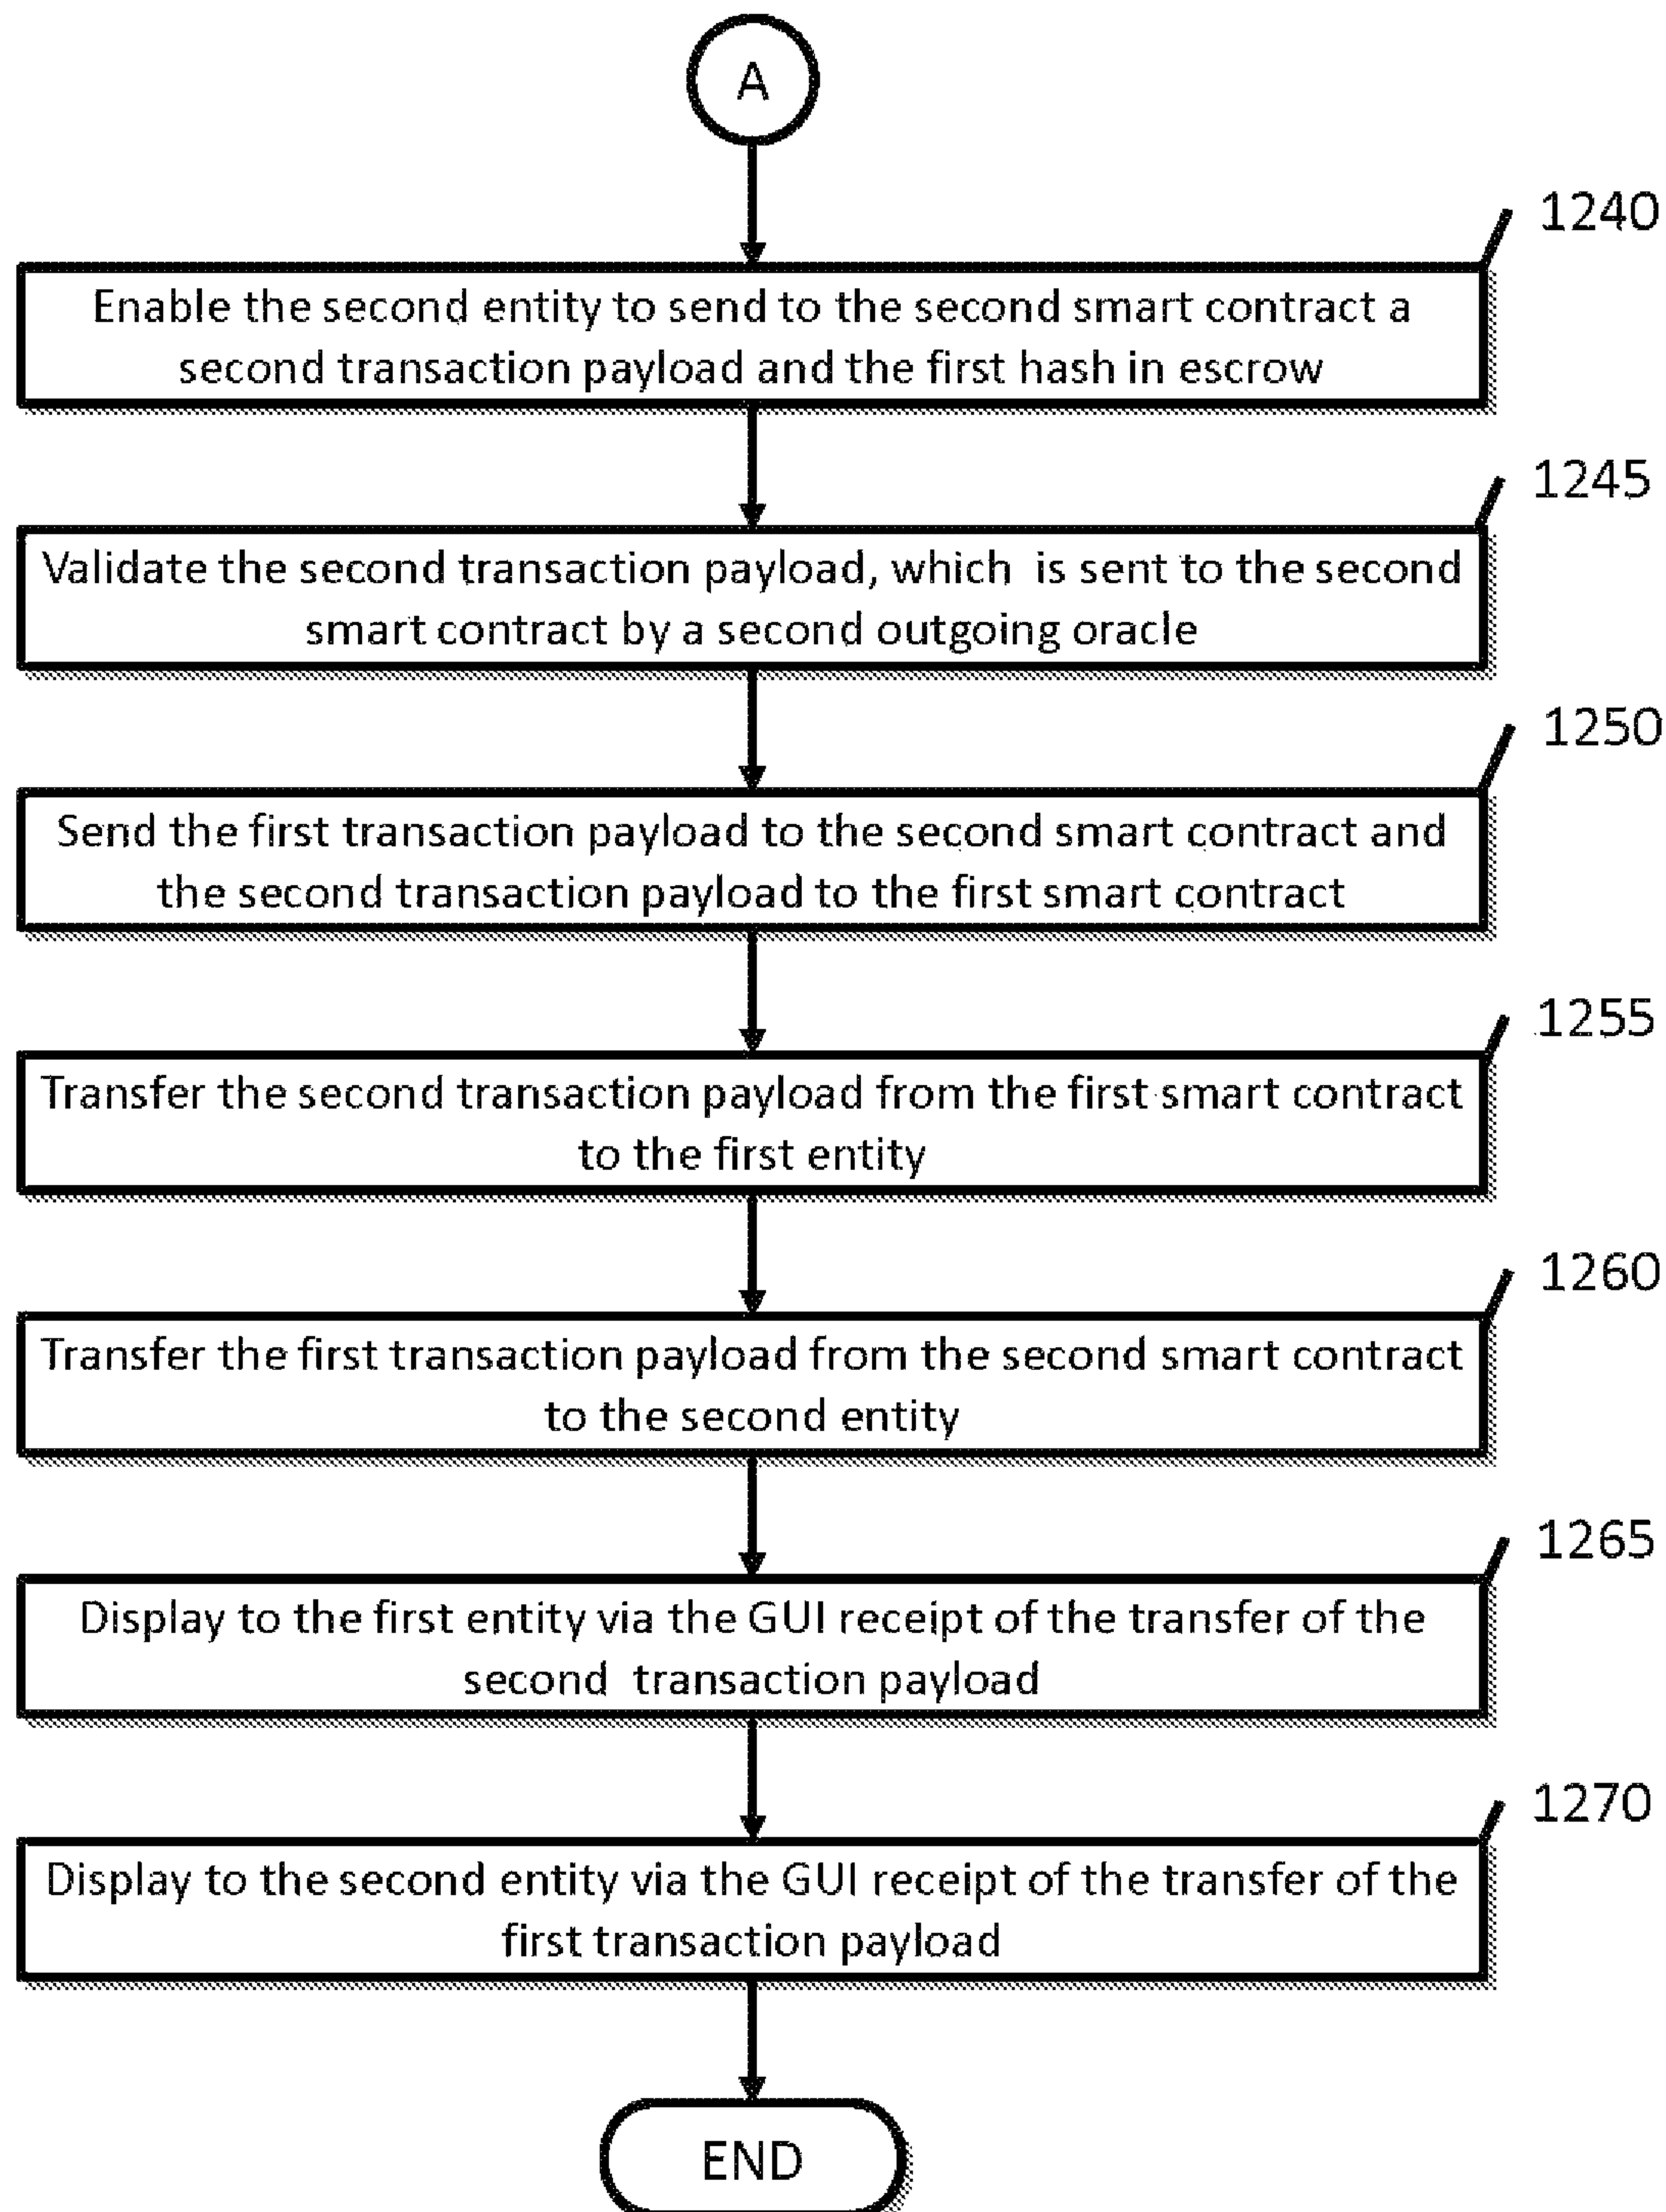 A
1240
Enable the second entity to send to the second smart contract a
second transaction payload and the first hash in escrow
1245
Validate the second transaction payload, which is sent to the second
smart contract by a second outgoing oracle
1250
Send the first transaction payload to the second smart contract and
the second transaction payload to the first smart contract
1255
Transfer the second transaction payload from the first smart contract
to the first entity
1260
Transfer the first transaction payload from the second smart contract
to the second entity
1265
Display to the first entity via the GUI receipt of the transfer of the
second transaction payload
1270
Display to the second entity via the GUI receipt of the transfer of the
first transaction payload
END